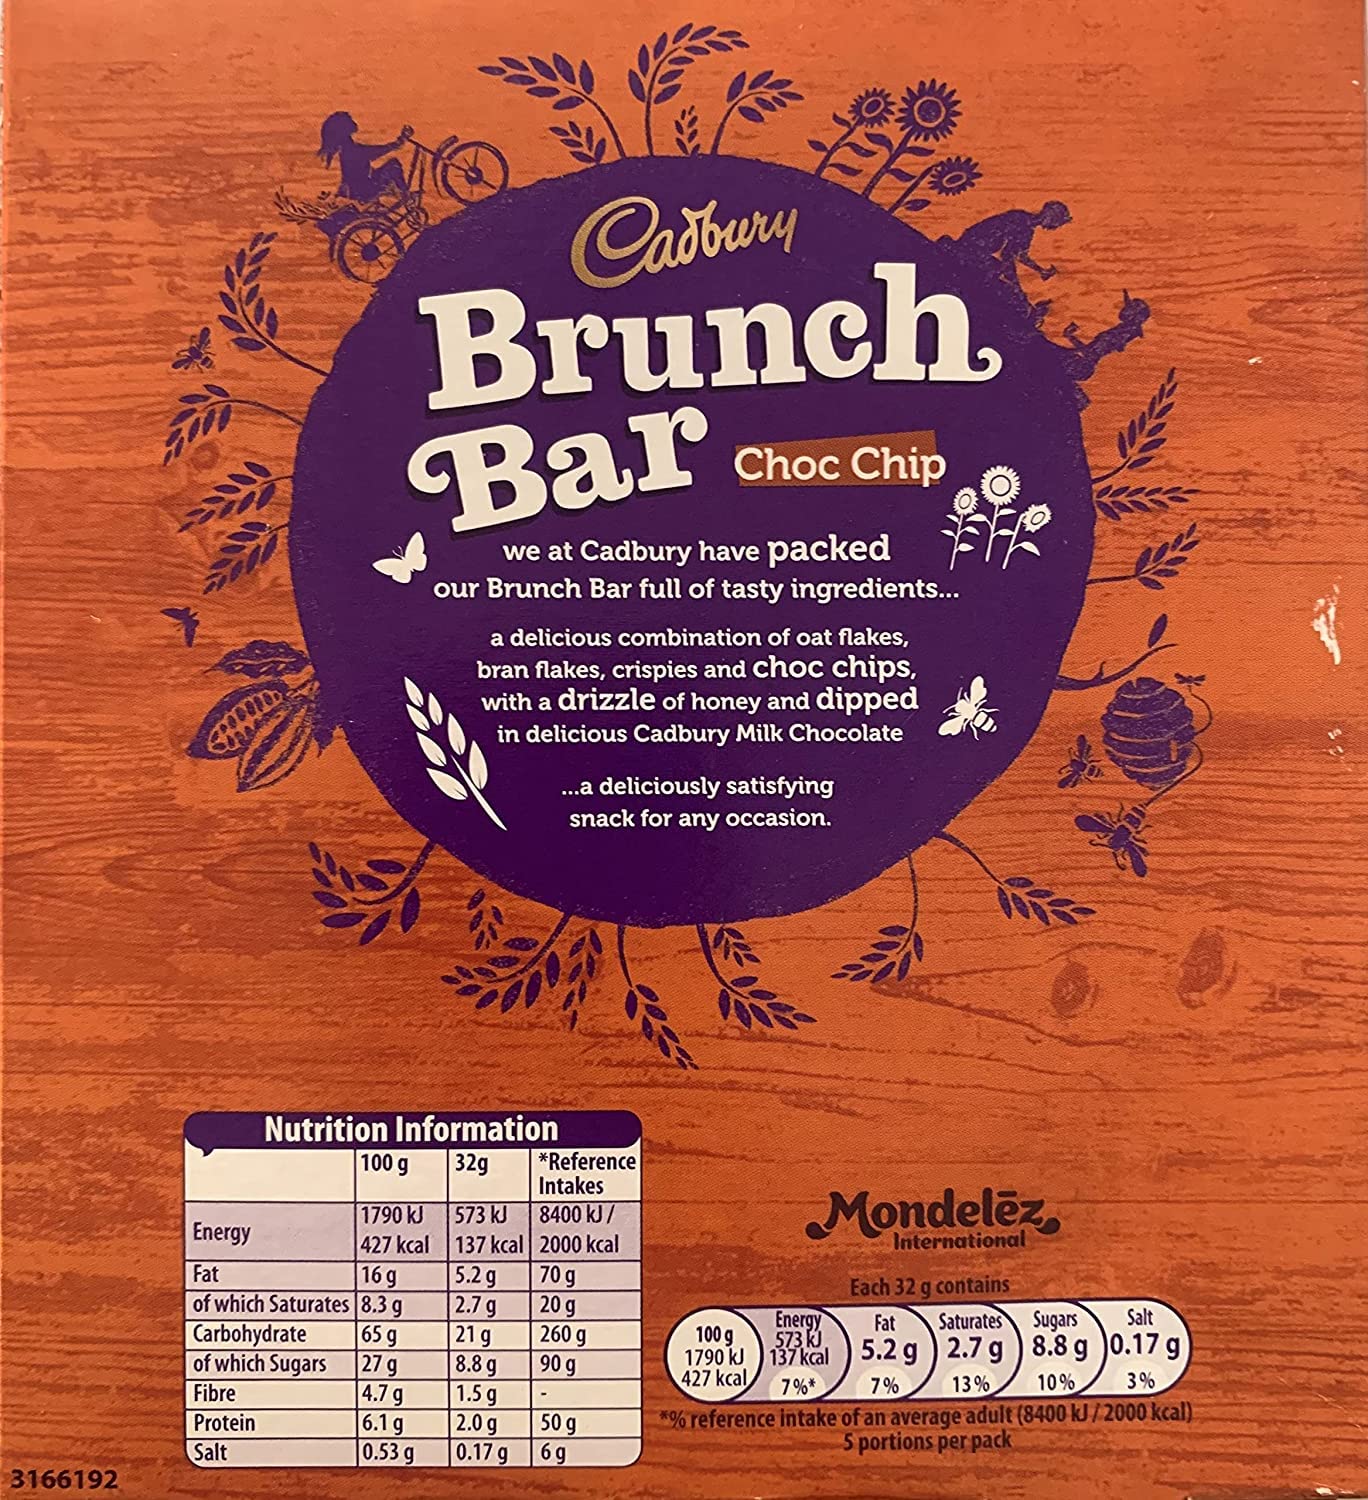 Cadbury
Brunch
Bar
Choc Chip
we at Cadbury have packed
our Brunch Bar full of tasty ingredients...
a delicious combination of oat flakes,
bran flakes, crispies and choc chips,
with a drizzle of honey and dipped
in delicious Cadbury Milk Chocolate
...a deliciously satisfying
snack for any occasion.
Nutrition Information
100 g 32g *Reference
Intakes
Energy 1790 kJ 573 kJ 8400 kJ /
427 kcal 137 kcal 2000 kcal
Fat 16 g 5.2 g 70 g
of which Saturates 8.3 g 2.7 g 20 g
Carbohydrate 65 g 21 g 260 g
of which Sugars 27 g 8.8 g 90 g
Fibre 4.7 g 1.5 g -
Protein 6.1 g 2.0 g 50 g
Salt 0.53 g 0.17 g 6 g
Mondelēz
International
Each 32 g contains
100 g
1790 kJ
427 kcal
Energy
573 kJ
137 kcal
7%*
Fat
5.2 g
7%
Saturates
2.7 g
13%
Sugars
8.8 g
10%
Salt
0.17 g
3%
*% reference intake of an average adult (8400 kJ / 2000 kcal)
5 portions per pack
3166192